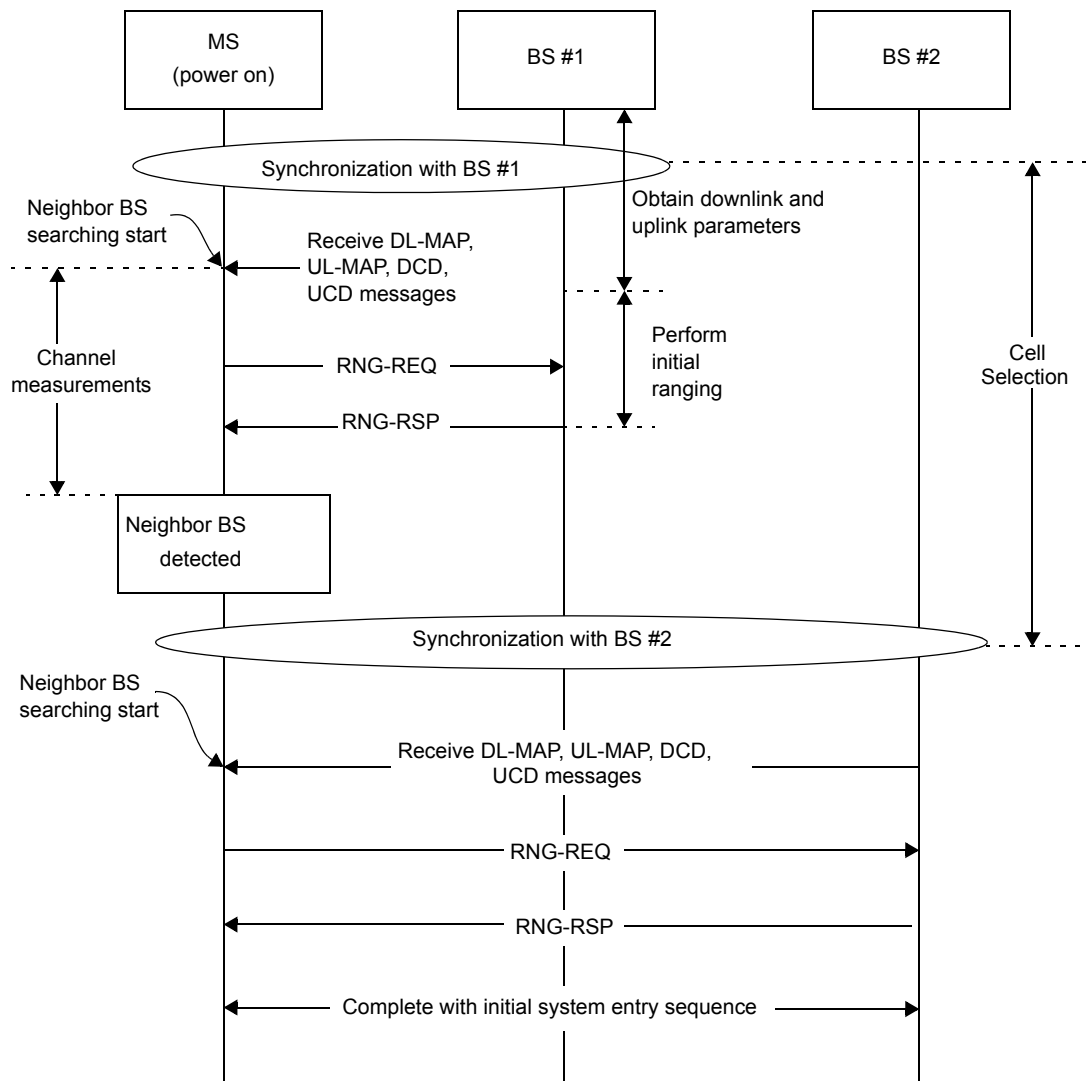 MS
(power on)
BS #1
BS #2
Synchronization with BS #1
Obtain downlink and
uplink parameters
Neighbor BS
searching start
Receive DL-MAP,
UL-MAP, DCD,
UCD messages
Channel
measurements
RNG-REQ
Perform
initial
ranging
Cell
Selection
RNG-RSP
Neighbor BS
detected
Synchronization with BS #2
Neighbor BS
searching start
Receive DL-MAP, UL-MAP, DCD,
UCD messages
RNG-REQ
RNG-RSP
Complete with initial system entry sequence